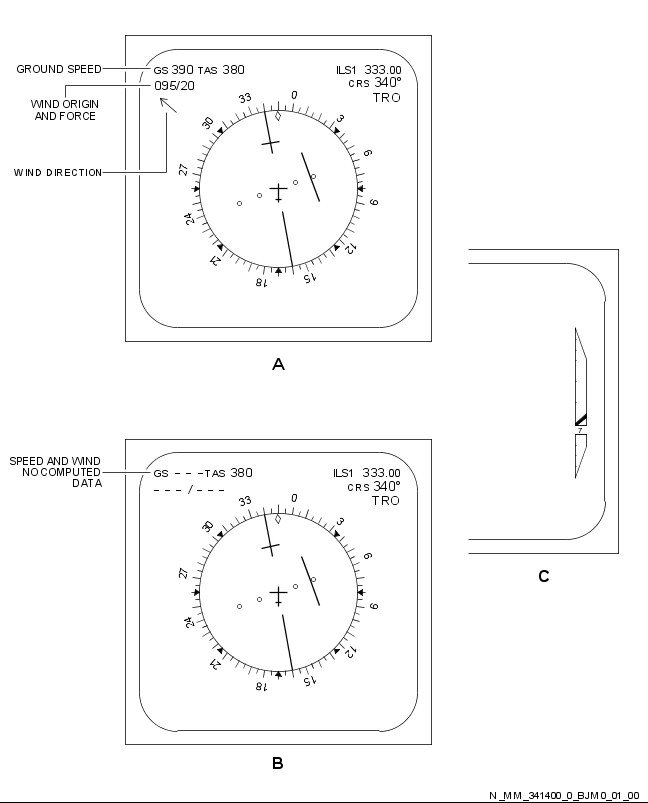 GROUND SPEED
GS 390 TAS 380
ILS1 333.00
095/20
CRS 340°
TRO
WIND ORIGIN
AND FORCE
WIND DIRECTION
33
0
3
6
9
12
15
18
21
24
27
30
A
7
C
SPEED AND WIND
NO COMPUTED
DATA
GS - - - TAS 380
ILS1 333.00
- - - / - - -
CRS 340°
TRO
33
0
3
6
9
12
15
18
21
24
27
30
B
N_MM_341400_0_BJM0_01_00